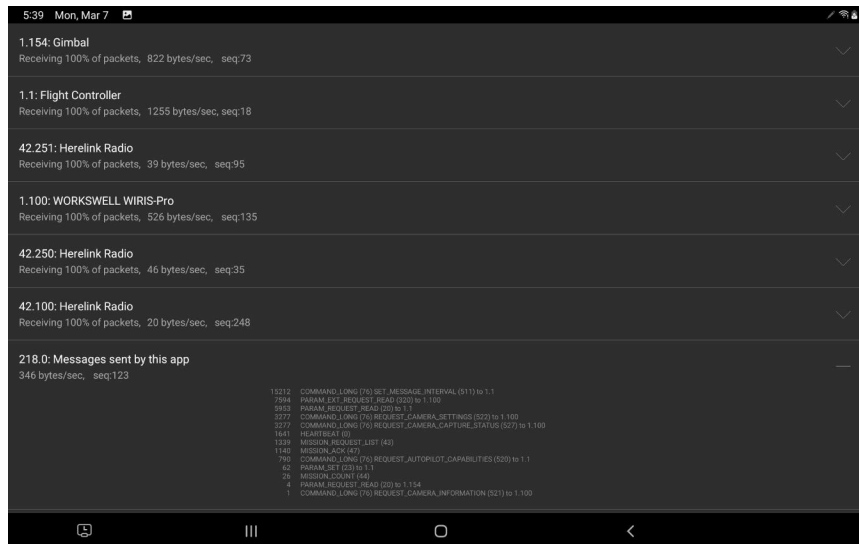 5:39 Mon, Mar 7
1.154: Gimbal
Receiving 100% of packets, 822 bytes/sec, seq:73
1.1: Flight Controller
Receiving 100% of packets, 1255 bytes/sec, seq:18
42.251: Herelink Radio
Receiving 100% of packets, 39 bytes/sec, seq:95
1.100: WORKSWELL WIRIS-Pro
Receiving 100% of packets, 526 bytes/sec, seq:135
42.250: Herelink Radio
Receiving 100% of packets, 46 bytes/sec, seq:35
42.100: Herelink Radio
Receiving 100% of packets, 20 bytes/sec, seq:248
218.0: Messages sent by this app
346 bytes/sec, seq:123
15212 COMMAND_LONG (76) SET_MESSAGE_INTERVAL (511) to 1.1
7594 PARAM_EXT_REQUEST_READ (320) to 1.100
5953 PARAM_REQUEST_READ (20) to 1.1
3277 COMMAND_LONG (76) REQUEST_CAMERA_SETTINGS (522) to 1.100
3277 COMMAND_LONG (76) REQUEST_CAMERA_CAPTURE_STATUS (527) to 1.100
1641 HEARTBEAT (0)
1339 MISSION_REQUEST_LIST (43)
1140 MISSION_ACK (47)
790 COMMAND_LONG (76) REQUEST_AUTOPILOT_CAPABILITIES (520) to 1.1
62 PARAM_SET (23) to 1.1
26 MISSION_COUNT (44)
4 PARAM_REQUEST_READ (20) to 1.154
1 COMMAND_LONG (76) REQUEST_CAMERA_INFORMATION (521) to 1.100